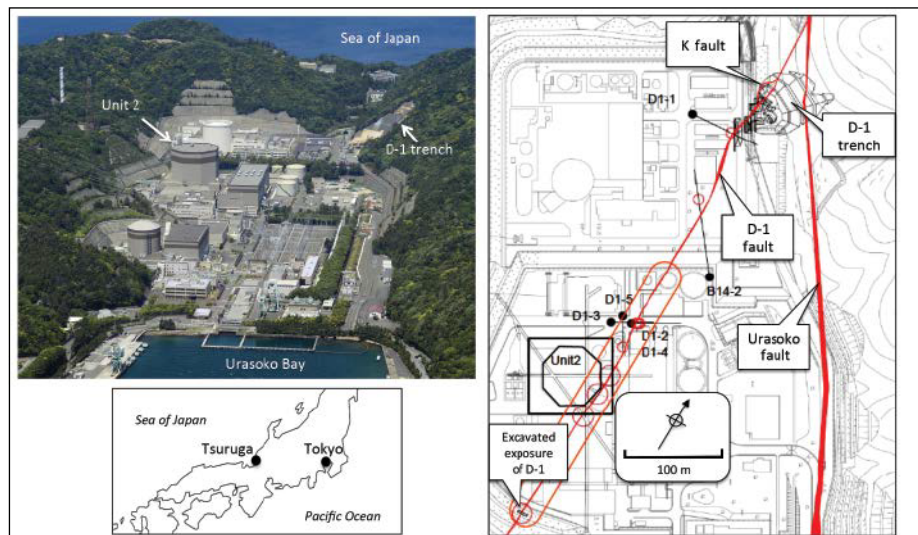 Sea of Japan
Unit 2
D-1
trench
Urasoko Bay
Sea of Japan
Tsuruga
Tokyo
Pacific Ocean
K fault
D1-1
D-1
trench
D-1
fault
B14-2
D1-5
D1-3
D1-2
D1-4
Unit2
Urasoko
fault
Excavated
exposure
of D-1
100 m